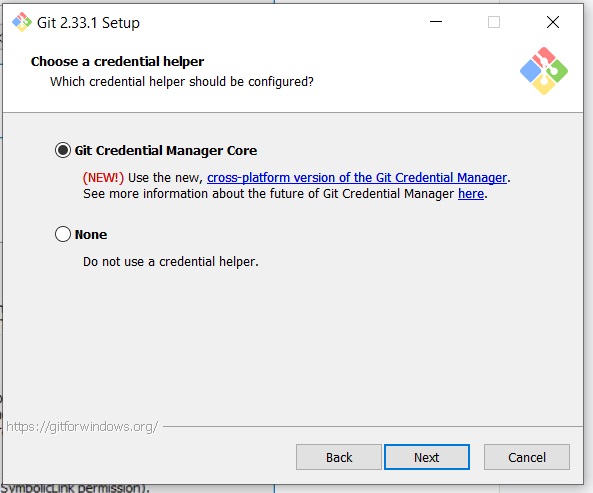 Git 2.33.1 Setup
Choose a credential helper
Which credential helper should be configured?
Git Credential Manager Core
(NEW!) Use the new, cross-platform version of the Git Credential Manager.
See more information about the future of Git Credential Manager here.
None
Do not use a credential helper.
https://gitforwindows.org/
Back
Next
Cancel
SymbolicLink permission).